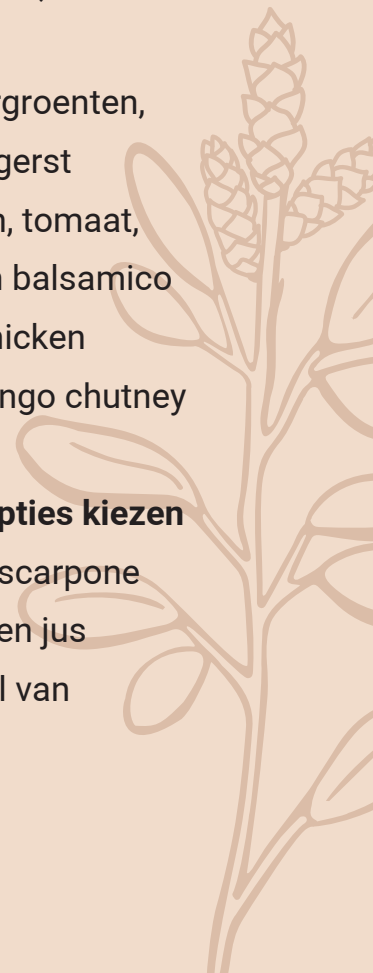 rgroenten,
gerst
n, tomaat,
n balsamico
hicken
ngo chutney
pties kiezen
scarpone
en jus
l van